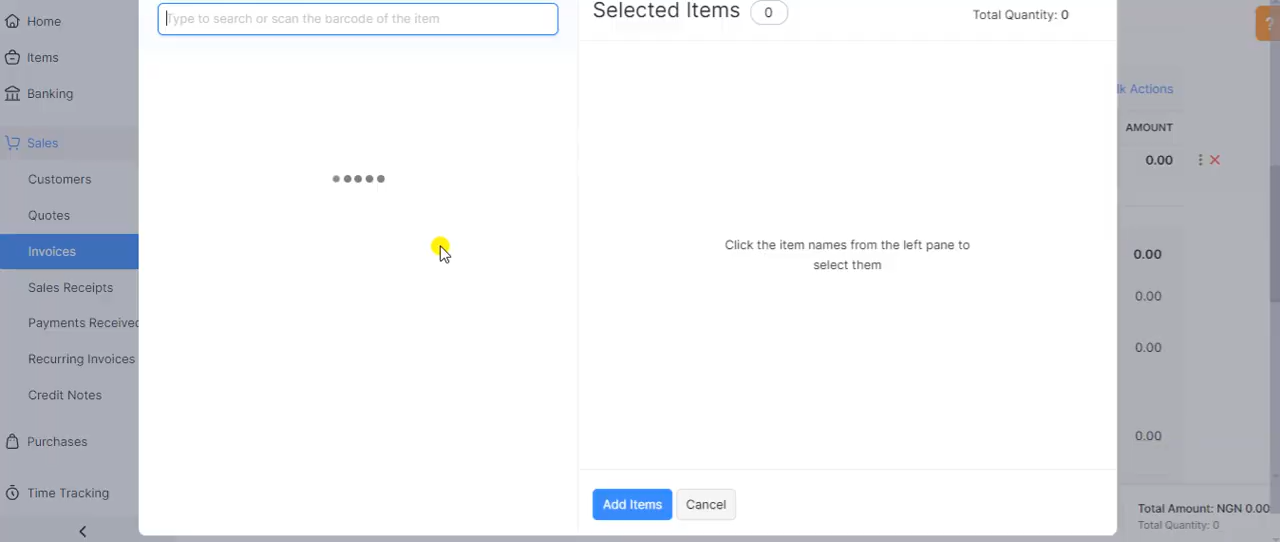 Home
Items
Banking
Sales
Customers
Quotes
Invoices
Sales Receipts
Payments Received
Recurring Invoices
Credit Notes
Purchases
Time Tracking
Type to search or scan the barcode of the item
Selected Items 0
Total Quantity: 0
Click the item names from the left pane to
select them
Add Items
Cancel
?
lk Actions
AMOUNT
0.00
0.00
0.00
0.00
0.00
Total Amount: NGN 0.00
Total Quantity: 0